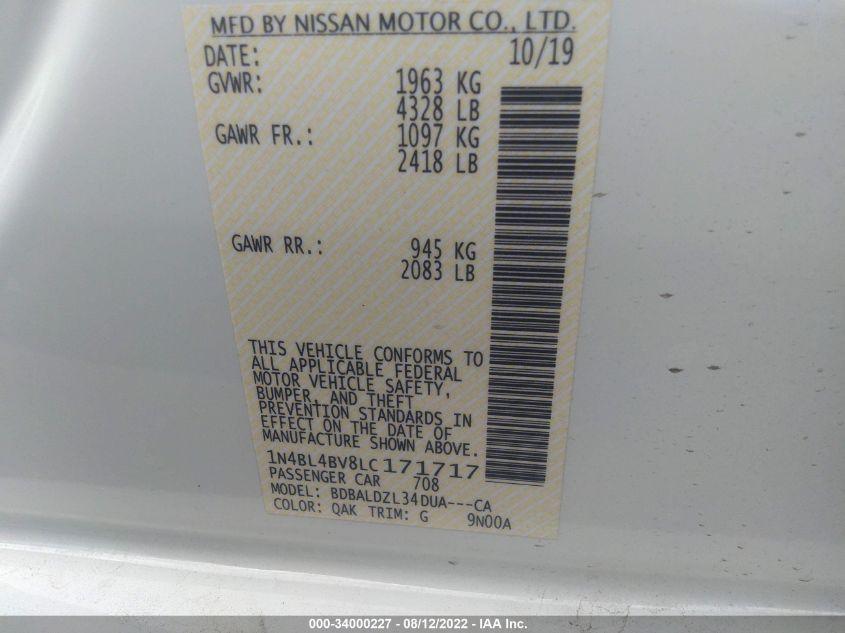 MFD BY NISSAN MOTOR CO., LTD.
DATE: 10/19
GVWR: 1963 KG
4328 LB
GAWR FR.: 1097 KG
2418 LB
GAWR RR.: 945 KG
2083 LB
THIS VEHICLE CONFORMS TO
ALL APPLICABLE FEDERAL
MOTOR VEHICLE SAFETY,
BUMPER, AND THEFT
PREVENTION STANDARDS IN
EFFECT ON THE DATE OF
MANUFACTURE SHOWN ABOVE.
1N4BL4BV8LC171717
PASSENGER CAR 708
MODEL: BDBALDZL34DUA---CA
COLOR: QAK TRIM: G 9N00A
000-34000227 - 08/12/2022 - IAA Inc.